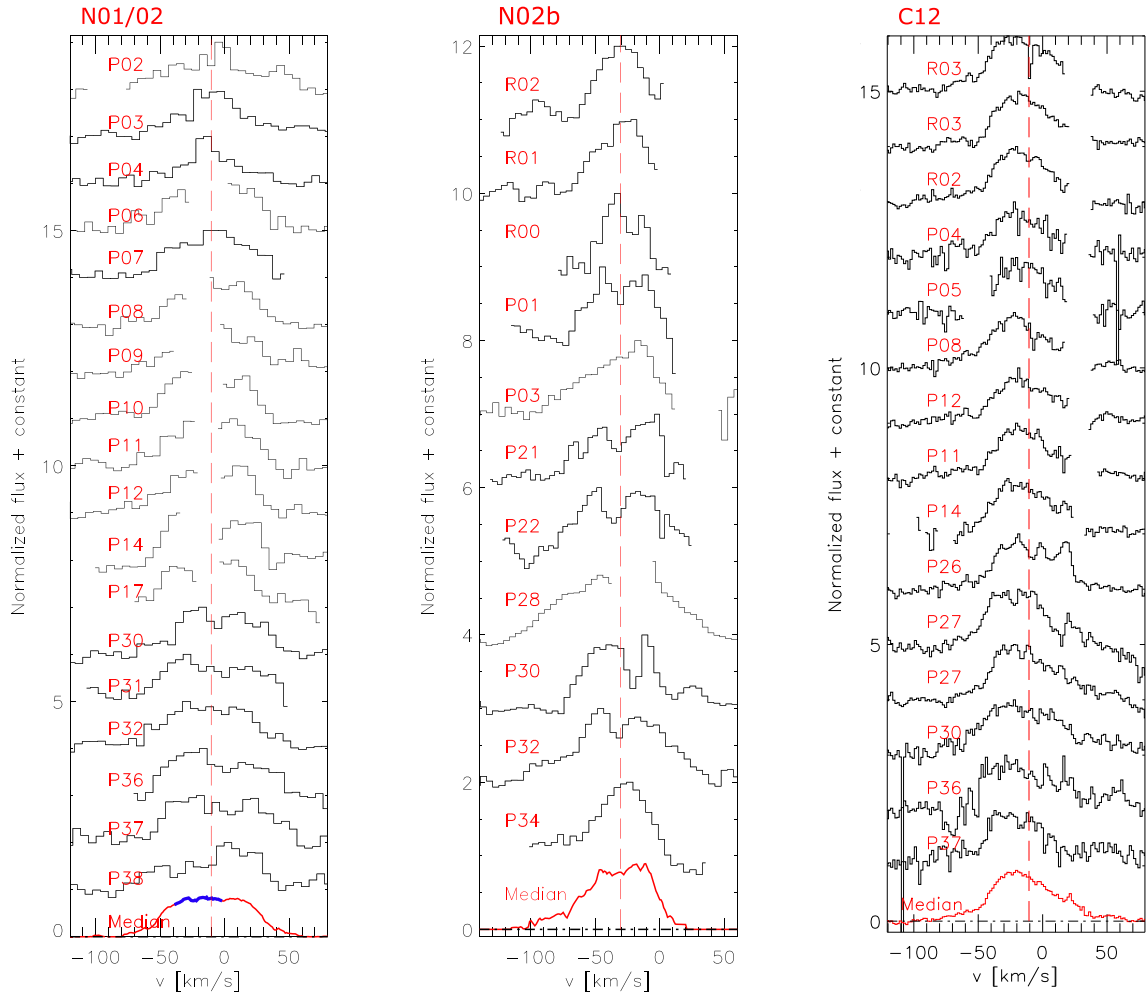 N01/02
N02b
C12
P02
P03
P04
P06
P07
P08
P09
P10
P11
P12
P14
P17
P30
P31
P32
P36
P37
P38
Median
15
10
5
0
Normalized flux + constant
−100
−50
0
50
v [km/s]
R02
R01
R00
P01
P03
P21
P22
P28
P30
P32
P34
Median
12
10
8
6
4
2
0
Normalized flux + constant
−100
−50
0
50
v [km/s]
R03
R03
R02
P04
P05
P08
P12
P11
P14
P26
P27
P27
P30
P36
P37
Median
15
10
5
0
Normalized flux + constant
−100
−50
0
50
v [km/s]